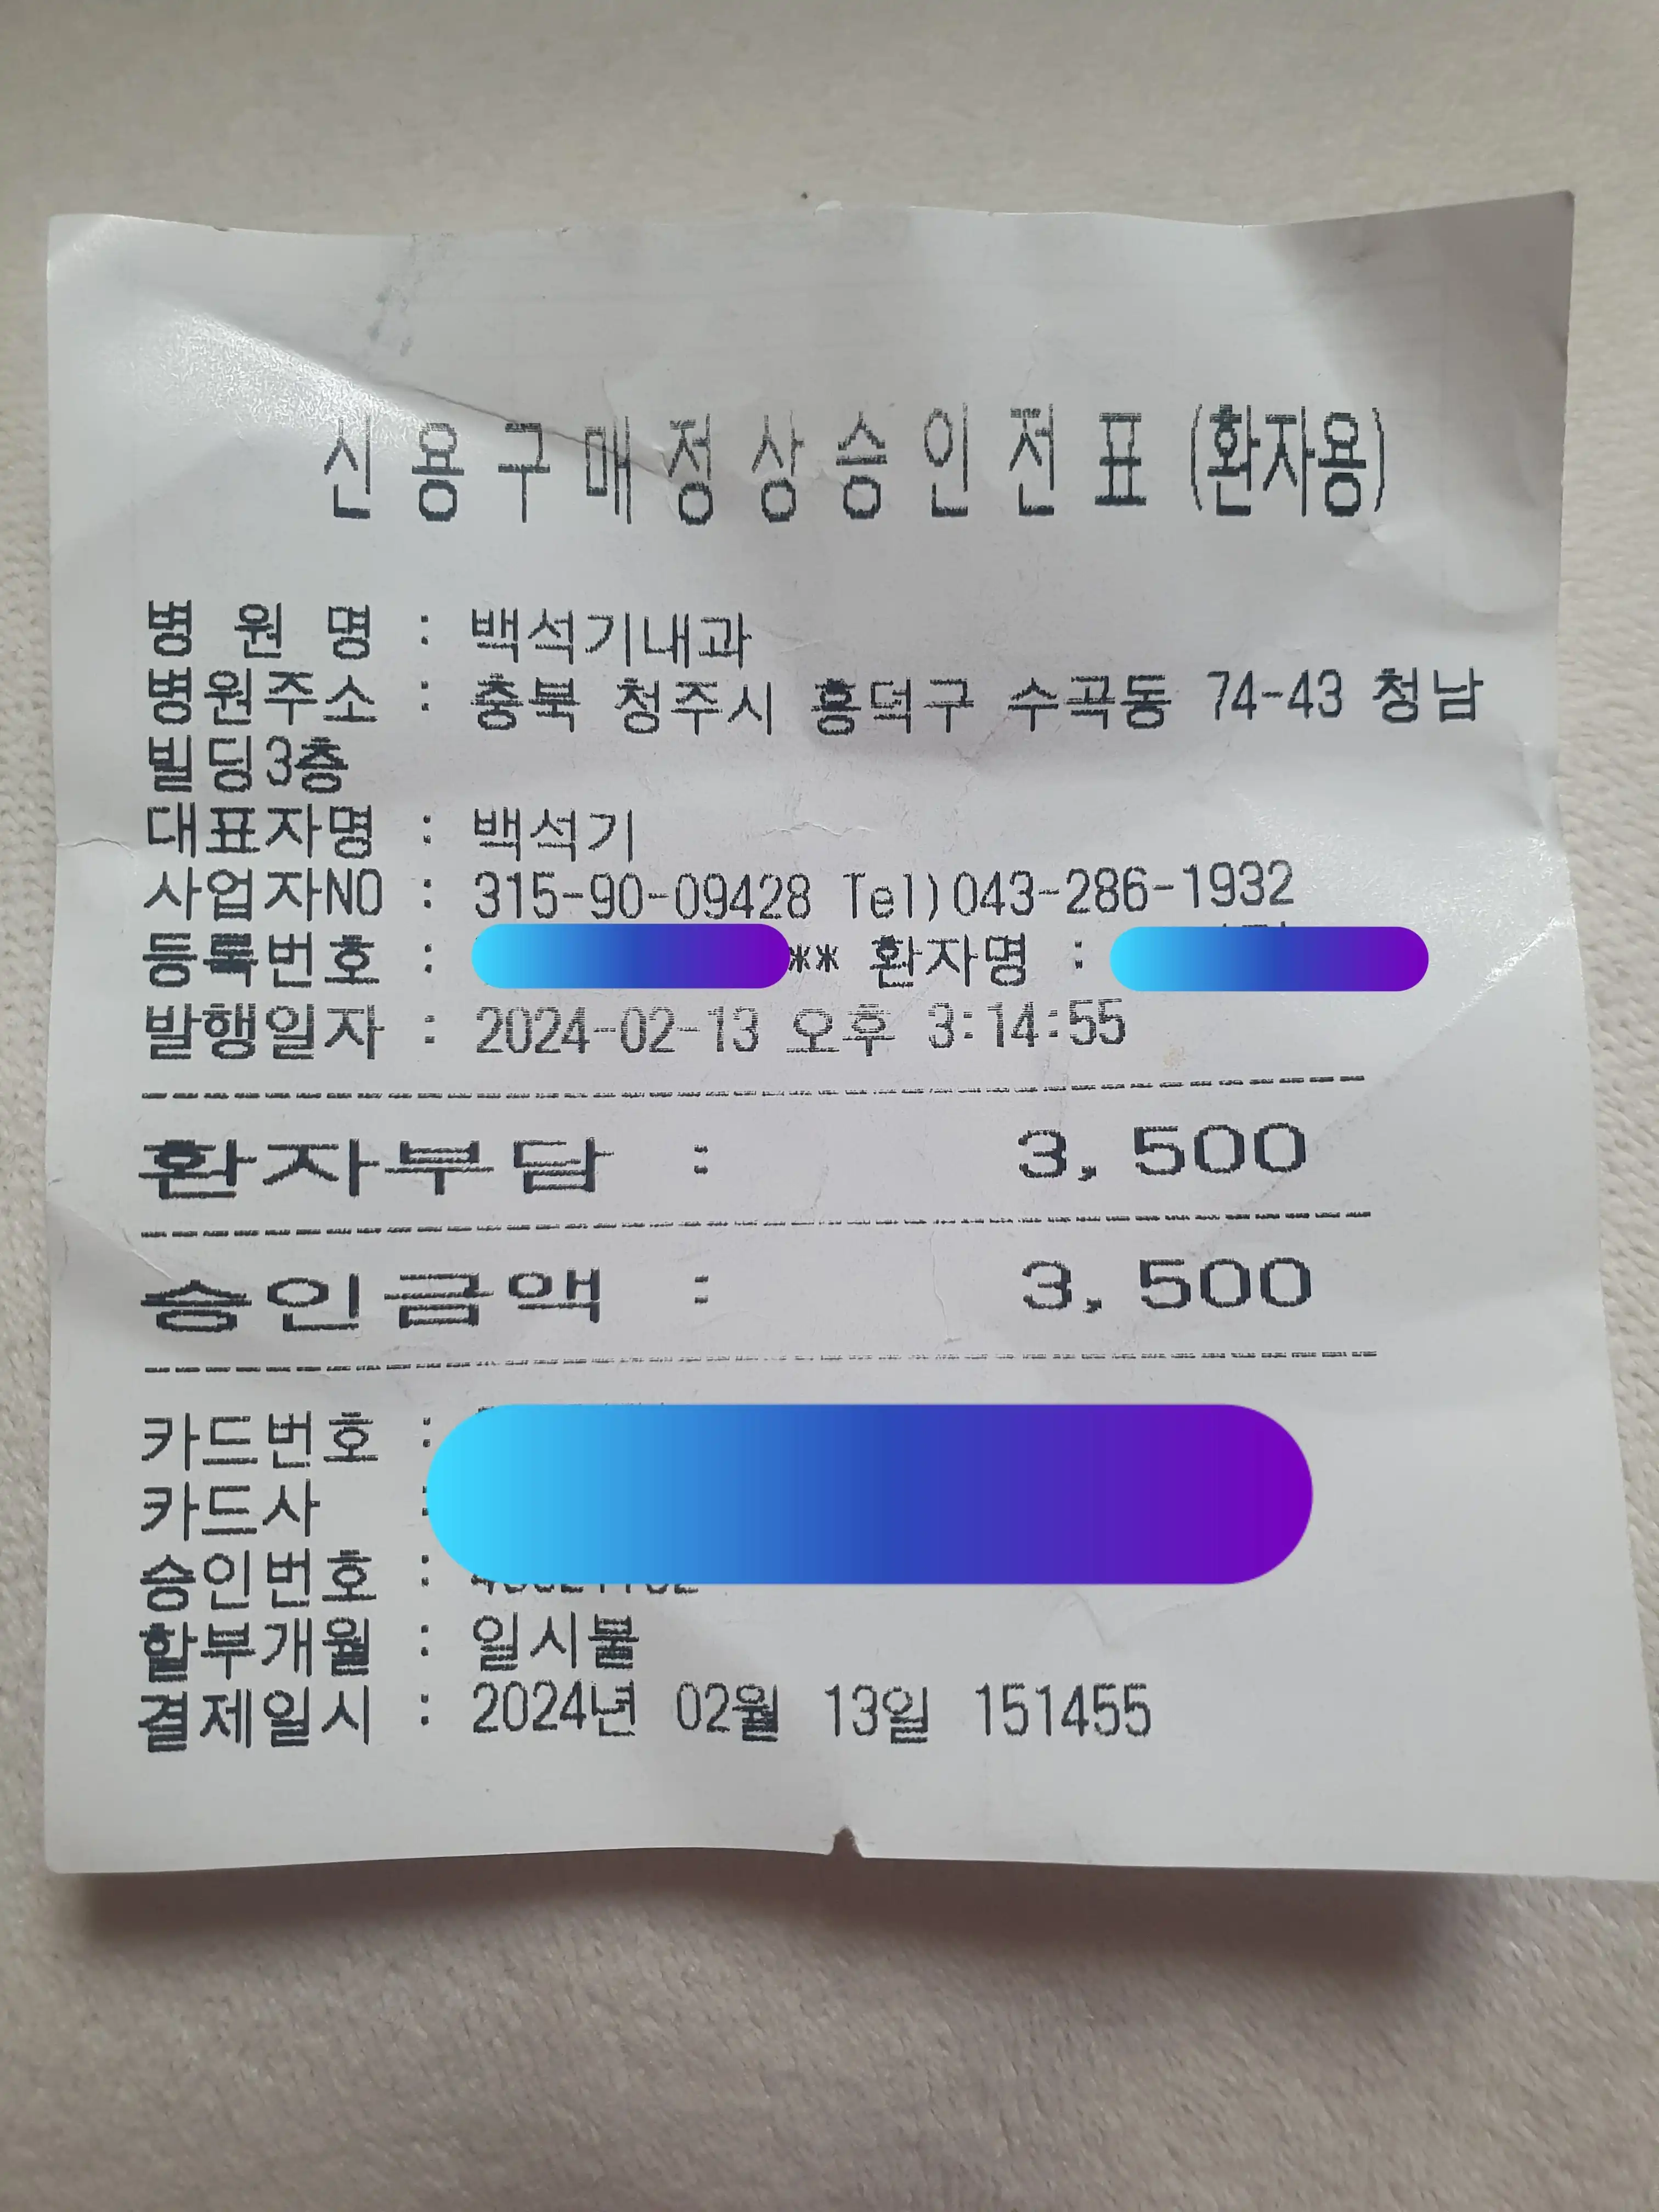 신용구매정상승인전표(환자용)
병 원 명 : 백석기내과
병원주소 : 충북 청주시 흥덕구 수곡동 74-43 청남
빌딩3층
대표자명 : 백석기
사업자NO : 315-90-09428 Tel)043-286-1932
등록번호 : ** 환자명 :
발행일자 : 2024-02-13 오후 3:14:55
환자부담 : 3,500
승인금액 : 3,500
카드번호 :
카드사 :
승인번호 :
할부개월 : 일시불
결제일시 : 2024년 02월 13일 151455